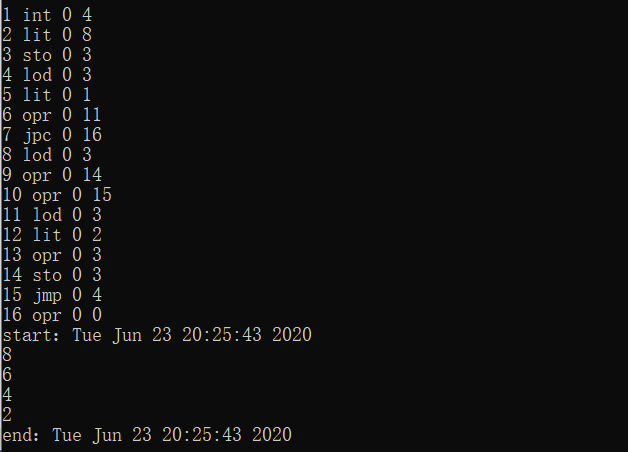 1 int 0 4
2 lit 0 8
3 sto 0 3
4 lod 0 3
5 lit 0 1
6 opr 0 11
7 jpc 0 16
8 lod 0 3
9 opr 0 14
10 opr 0 15
11 lod 0 3
12 lit 0 2
13 opr 0 3
14 sto 0 3
15 jmp 0 4
16 opr 0 0
start: Tue Jun 23 20:25:43 2020
8
6
4
2
end: Tue Jun 23 20:25:43 2020